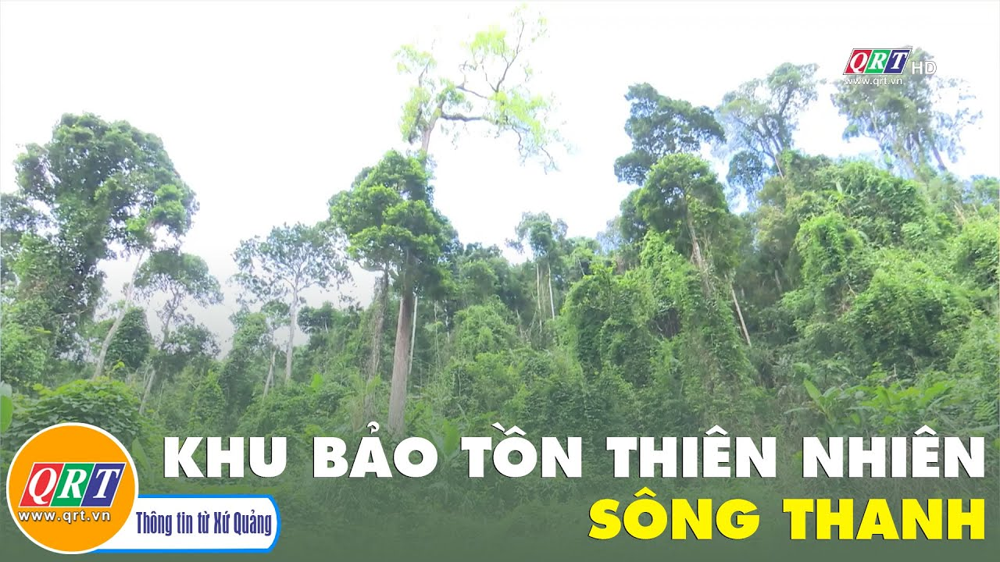 QRT HD
www.qrt.vn
KHU BẢO TỒN THIÊN NHIÊN
SÔNG THANH
QRT
www.qrt.vn
Thông tin từ Xứ Quảng